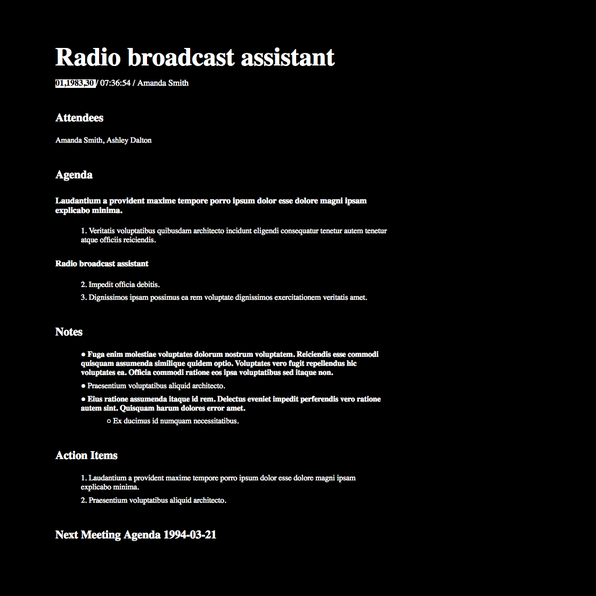 Radio broadcast assistant
01,1983,30 / 07:36:54 / Amanda Smith
Attendees
Amanda Smith, Ashley Dalton
Agenda
Laudantium a provident maxime tempore porro ipsum dolor esse dolore magni ipsam
explicabo minima.
1. Veritatis voluptatibus quibusdam architecto incidunt eligendi consequatur tenetur autem tenetur
atque officiis reiciendis.
Radio broadcast assistant
2. Impedit officia debitis.
3. Dignissimos ipsam possimus ea rem voluptate dignissimos exercitationem veritatis amet.
Notes
● Fuga enim molestiae voluptates dolorum nostrum voluptatem. Reiciendis esse commodi
quisquam assumenda similique quidem optio. Voluptates vero fugit repellendus hic
voluptates ea. Officia commodi ratione eos ipsa voluptatibus sed itaque non.
● Praesentium voluptatibus aliquid architecto.
● Eius ratione assumenda itaque id rem. Delectus eveniet impedit perferendis vero ratione
autem sint. Quisquam harum dolores error amet.
○ Ex ducimus id numquam necessitatibus.
Action Items
1. Laudantium a provident maxime tempore porro ipsum dolor esse dolore magni ipsam
explicabo minima.
2. Praesentium voluptatibus aliquid architecto.
Next Meeting Agenda 1994-03-21